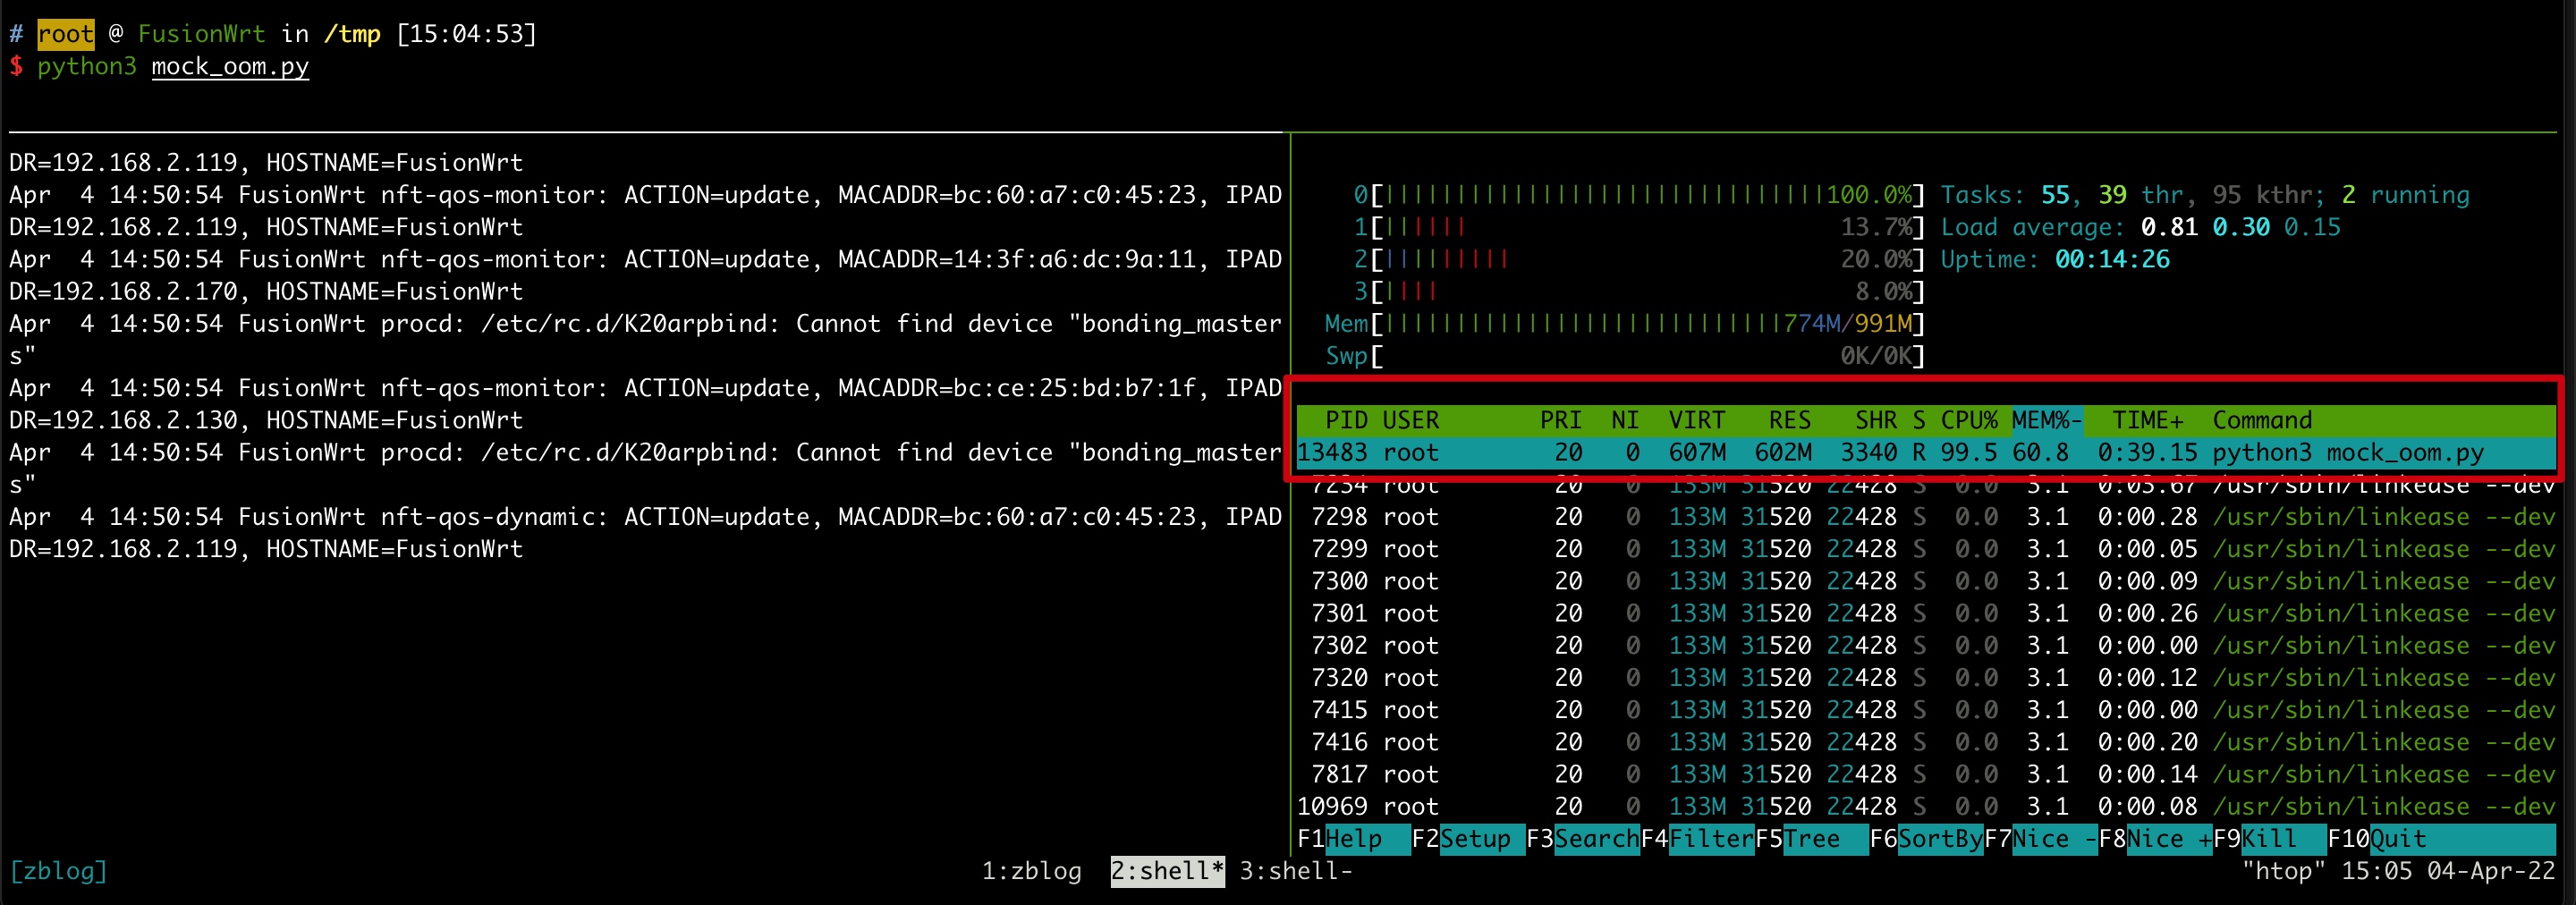 # root @ FusionWrt in /tmp [15:04:53]
$ python3 mock_oom.py
DR=192.168.2.119, HOSTNAME=FusionWrt
Apr  4 14:50:54 FusionWrt nft-qos-monitor: ACTION=update, MACADDR=bc:60:a7:c0:45:23, IPAD
DR=192.168.2.119, HOSTNAME=FusionWrt
Apr  4 14:50:54 FusionWrt nft-qos-monitor: ACTION=update, MACADDR=14:3f:a6:dc:9a:11, IPAD
DR=192.168.2.170, HOSTNAME=FusionWrt
Apr  4 14:50:54 FusionWrt procd: /etc/rc.d/K20arpbind: Cannot find device "bonding_master
s"
Apr  4 14:50:54 FusionWrt nft-qos-monitor: ACTION=update, MACADDR=bc:ce:25:bd:b7:1f, IPAD
DR=192.168.2.130, HOSTNAME=FusionWrt
Apr  4 14:50:54 FusionWrt procd: /etc/rc.d/K20arpbind: Cannot find device "bonding_master
s"
Apr  4 14:50:54 FusionWrt nft-qos-dynamic: ACTION=update, MACADDR=bc:60:a7:c0:45:23, IPAD
DR=192.168.2.119, HOSTNAME=FusionWrt
0[||||||||||||||||||||||||||||||||100.0%] Tasks: 55, 39 thr, 95 kthr; 2 running
1[|||||| 13.7%] Load average: 0.81 0.30 0.15
2[||||||||| 20.0%] Uptime: 00:14:26
3[|||| 8.0%]
Mem[||||||||||||||||||||||||||||774M/991M]
Swp[ 0K/0K]
PID USER PRI NI VIRT RES SHR S CPU% MEM%- TIME+ Command
13483 root 20 0 607M 602M 3340 R 99.5 60.8 0:39.15 python3 mock_oom.py
7234 root 20 0 133M 31520 22428 S 0.0 3.1 0:03.67 /usr/sbin/linkease --dev
7298 root 20 0 133M 31520 22428 S 0.0 3.1 0:00.28 /usr/sbin/linkease --dev
7299 root 20 0 133M 31520 22428 S 0.0 3.1 0:00.05 /usr/sbin/linkease --dev
7300 root 20 0 133M 31520 22428 S 0.0 3.1 0:00.09 /usr/sbin/linkease --dev
7301 root 20 0 133M 31520 22428 S 0.0 3.1 0:00.26 /usr/sbin/linkease --dev
7302 root 20 0 133M 31520 22428 S 0.0 3.1 0:00.00 /usr/sbin/linkease --dev
7320 root 20 0 133M 31520 22428 S 0.0 3.1 0:00.12 /usr/sbin/linkease --dev
7415 root 20 0 133M 31520 22428 S 0.0 3.1 0:00.00 /usr/sbin/linkease --dev
7416 root 20 0 133M 31520 22428 S 0.0 3.1 0:00.20 /usr/sbin/linkease --dev
7817 root 20 0 133M 31520 22428 S 0.0 3.1 0:00.14 /usr/sbin/linkease --dev
10969 root 20 0 133M 31520 22428 S 0.0 3.1 0:00.08 /usr/sbin/linkease --dev
F1Help F2Setup F3SearchF4FilterF5Tree F6SortByF7Nice -F8Nice +F9Kill F10Quit
[zblog] 1:zblog 2:shell* 3:shell- "htop" 15:05 04-Apr-22